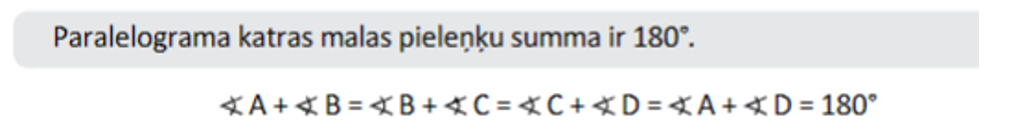 Paralelograma katras malas pieleņķu summa ir 180°.
∢ A + ∢ B = ∢ B + ∢ C = ∢ C + ∢ D = ∢ A + ∢ D = 180°